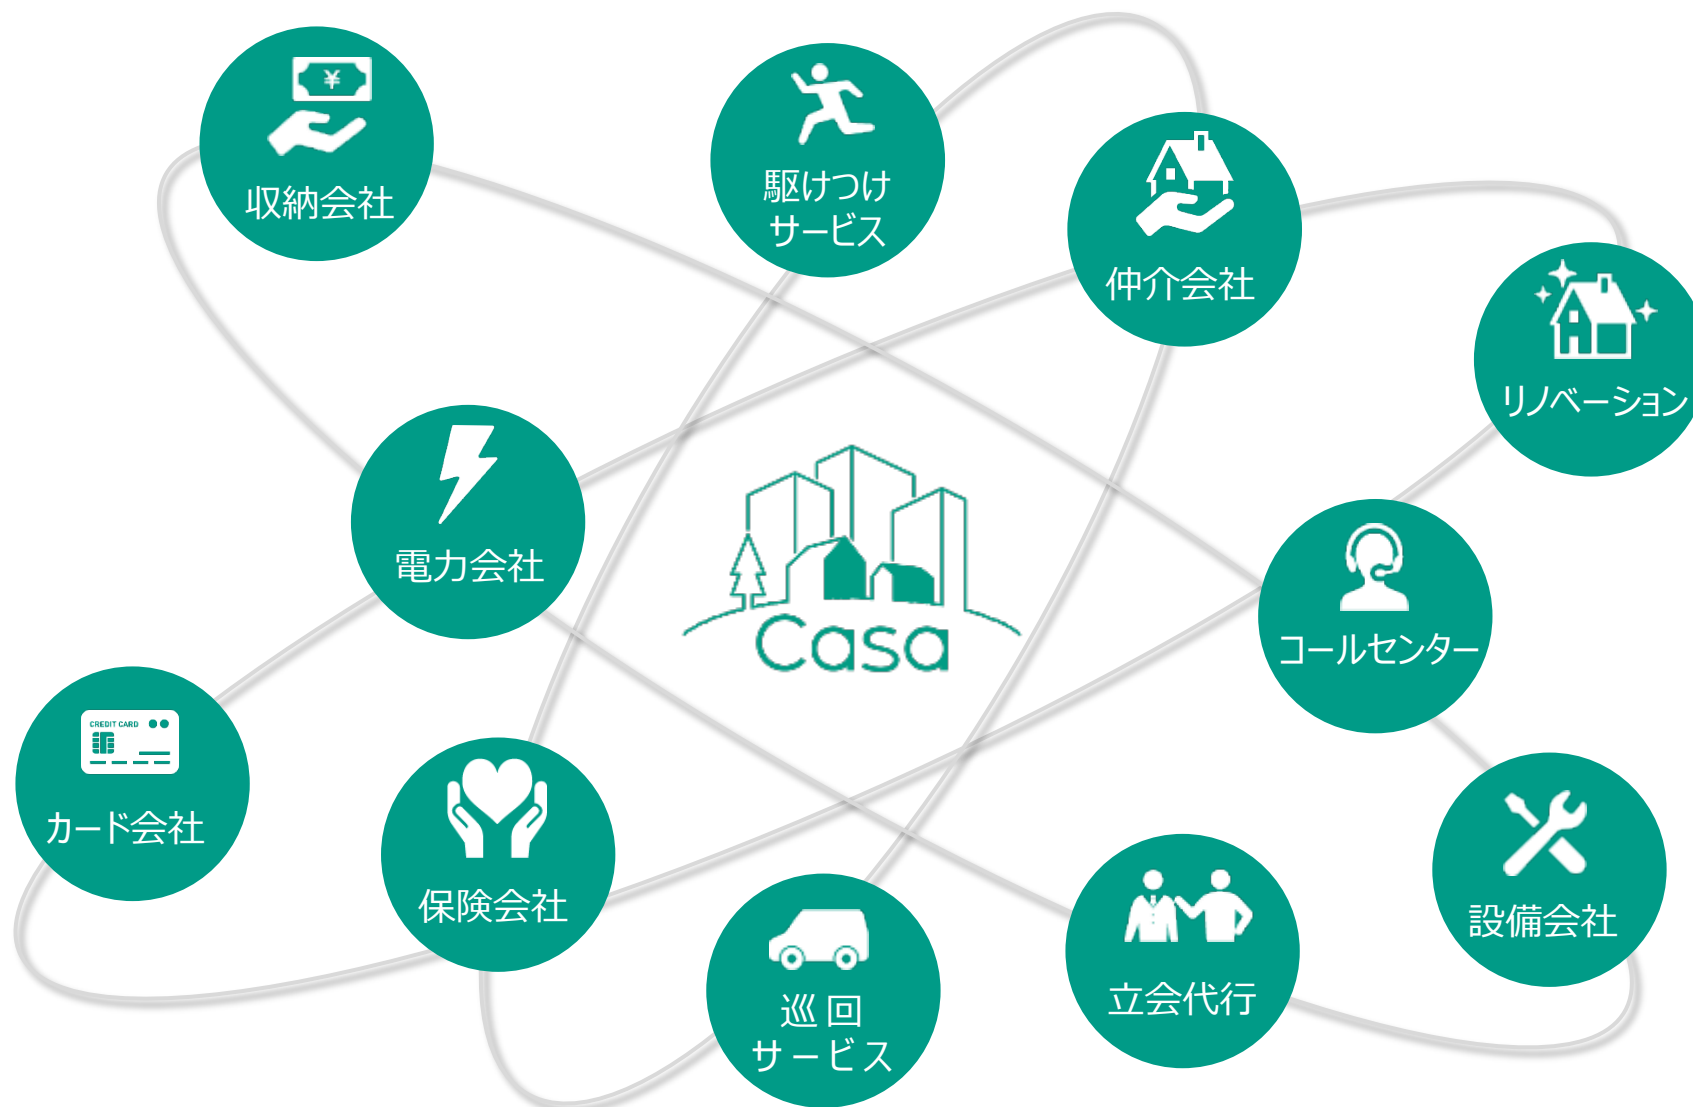 収納会社
駆けつけ
サービス
仲介会社
リノベーション
電力会社
Casa
コールセンター
CREDIT CARD
カード会社
保険会社
巡回
サービス
立会代行
設備会社